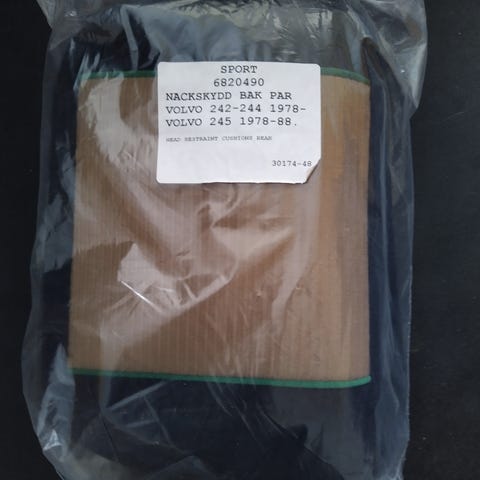 SPORT
6820490
NACKSKYDD BAK PAR
VOLVO 242-244 1978-
VOLVO 245 1978-88.
HEAD RESTRAINT CUSHIONS REAR
30174-48